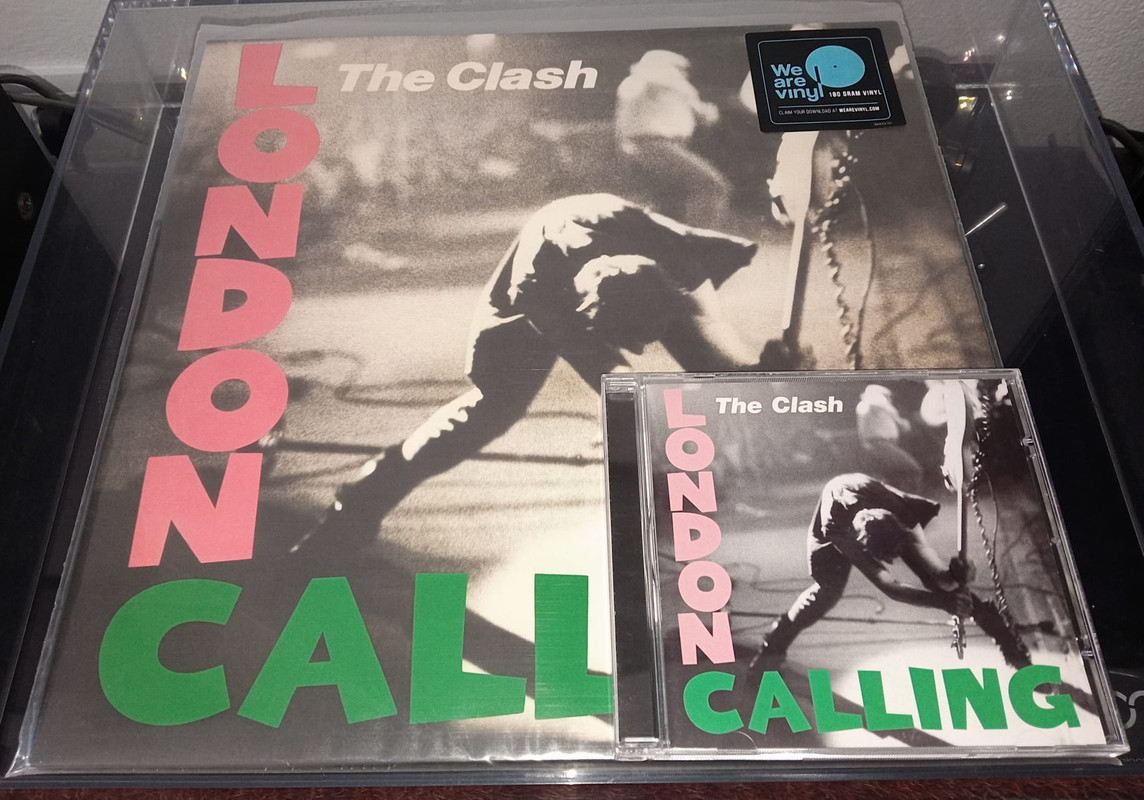 The Clash
LONDON
CALL
We
are
vinyl
180 GRAM VINYL
CLAIM YOUR DOWNLOAD AT WEAREVINYL.COM
The Clash
LONDON
CALLING